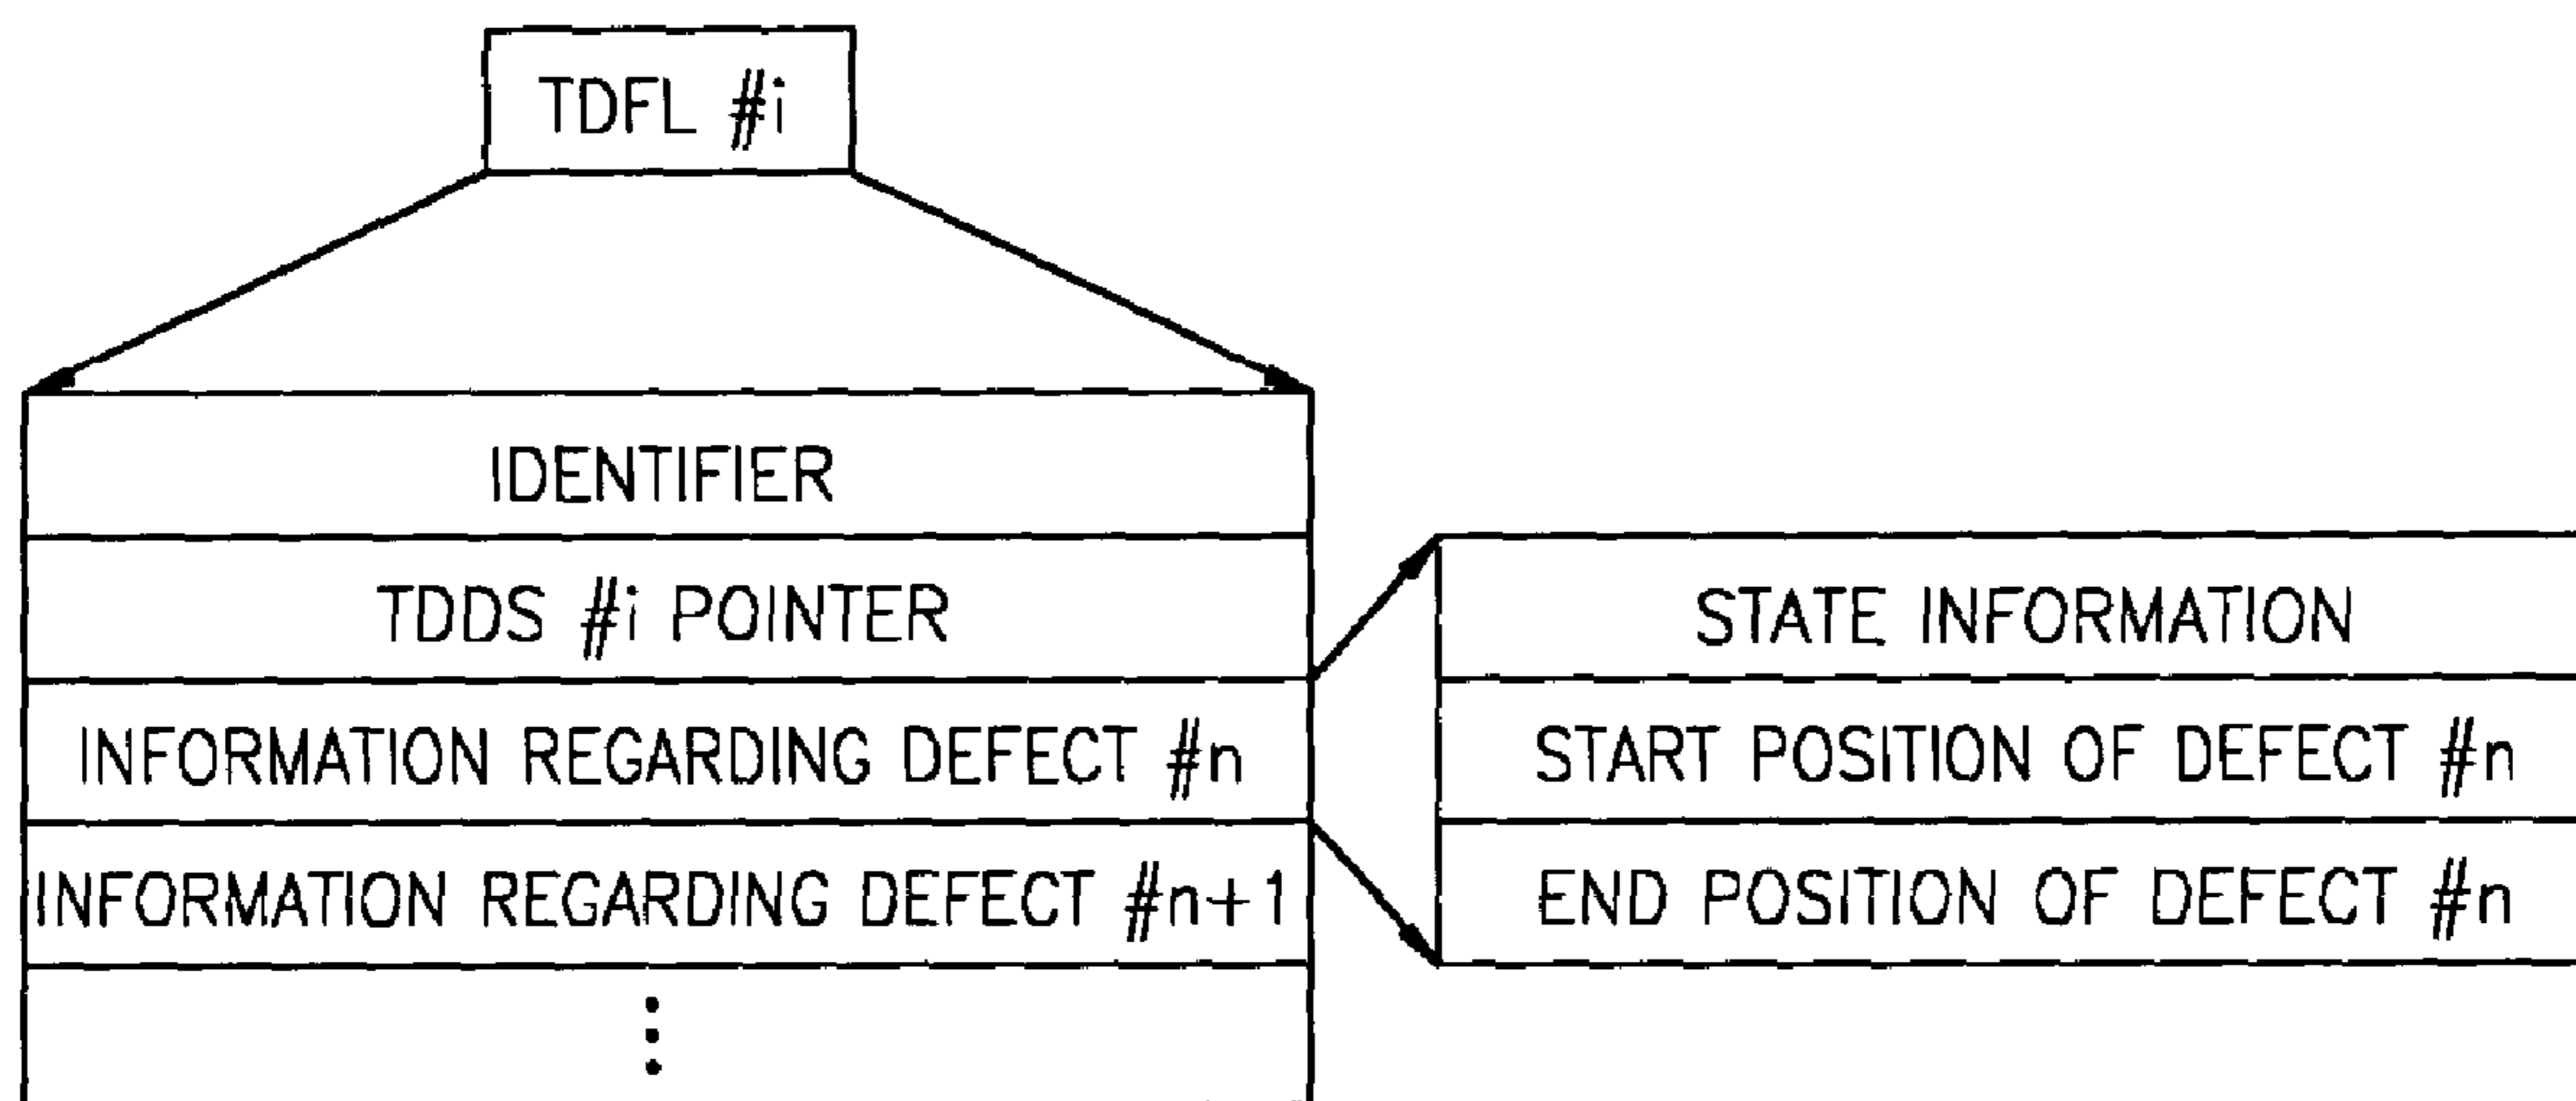 TDFL #i
IDENTIFIER
TDDS #i POINTER
INFORMATION REGARDING DEFECT #n
INFORMATION REGARDING DEFECT #n+1
STATE INFORMATION
START POSITION OF DEFECT #n
END POSITION OF DEFECT #n